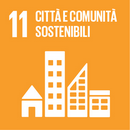 11 CITTÀ E COMUNITÀ
SOSTENIBILI